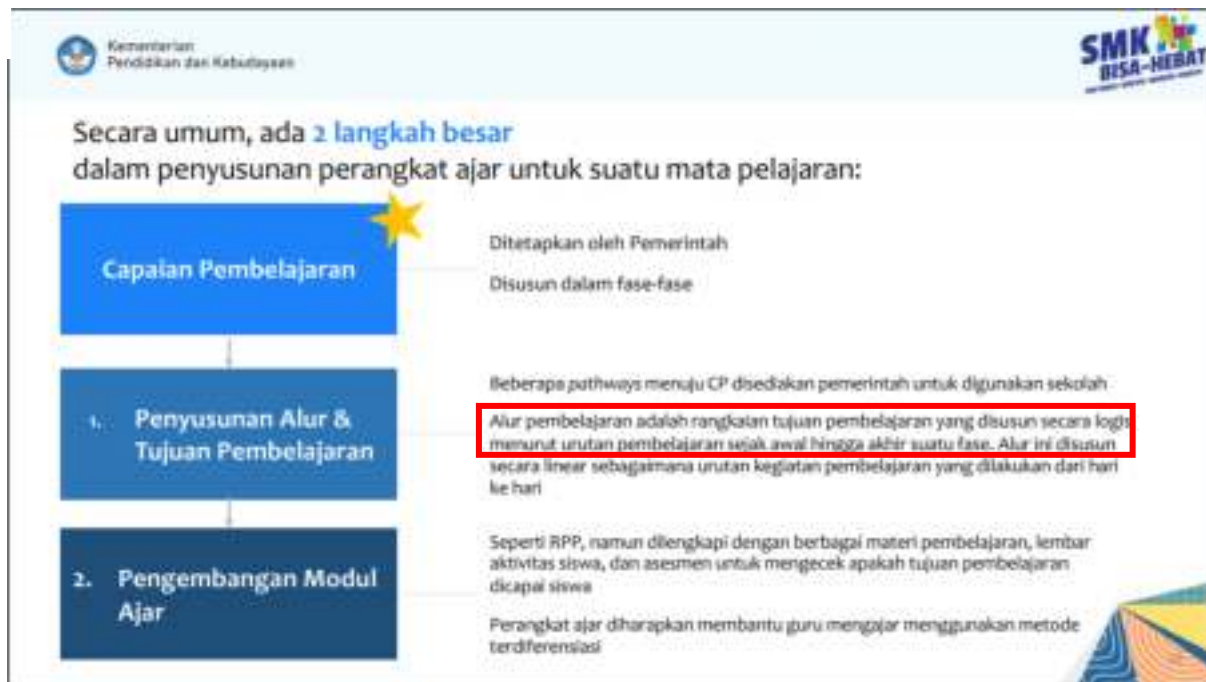 Kementerian
Pendidikan dan Kebudayaan
SMK
BISA-HEBAT
Secara umum, ada 2 langkah besar
dalam penyusunan perangkat ajar untuk suatu mata pelajaran:
Capaian Pembelajaran
Ditetapkan oleh Pemerintah
Disusun dalam fase-fase
1. Penyusunan Alur &
Tujuan Pembelajaran
Beberapa pathways menuju CP disediakan pemerintah untuk digunakan sekolah
Alur pembelajaran adalah rangkaian tujuan pembelajaran yang disusun secara logis
menurut urutan pembelajaran sejak awal hingga akhir suatu fase. Alur ini disusun
secara linear sebagaimana urutan kegiatan pembelajaran yang dilakukan dari hari
ke hari
2. Pengembangan Modul
Ajar
Seperti RPP, namun dilengkapi dengan berbagai materi pembelajaran, lembar
aktivitas siswa, dan asesmen untuk mengecek apakah tujuan pembelajaran
dicapai siswa
Perangkat ajar diharapkan membantu guru mengajar menggunakan metode
terdiferensiasi